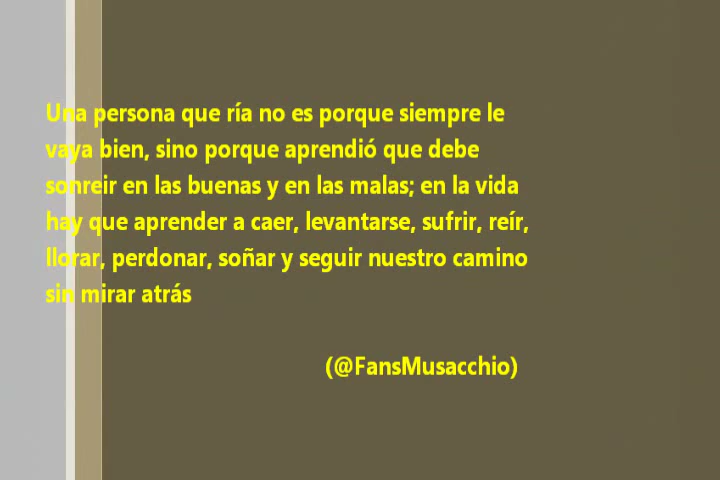 Una persona que ría no es porque siempre le
vaya bien, sino porque aprendió que debe
sonreir en las buenas y en las malas; en la vida
hay que aprender a caer, levantarse, sufrir, reír,
llorar, perdonar, soñar y seguir nuestro camino
sin mirar atrás
(@FansMusacchio)